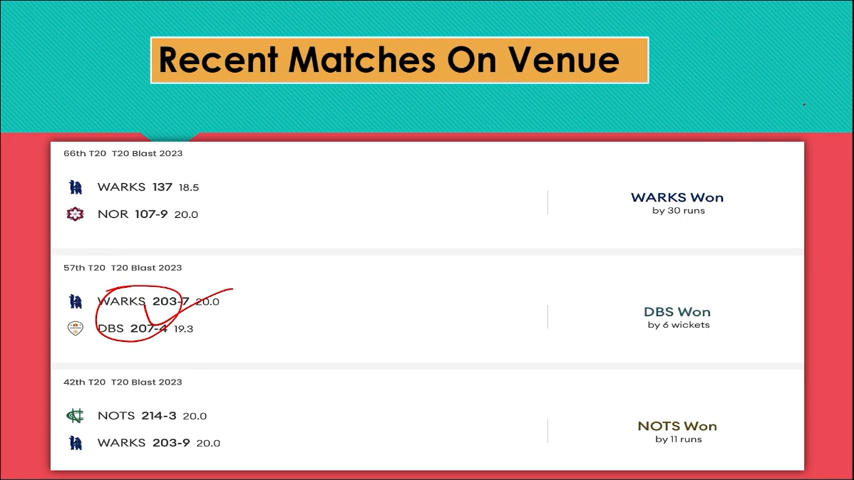 Recent Matches On Venue
66th T20 T20 Blast 2023
WARKS 137 18.5
NOR 107-9 20.0
WARKS Won
by 30 runs
57th T20 T20 Blast 2023
WARKS 203-7 20.0
DBS 207-4 19.3
DBS Won
by 6 wickets
42th T20 T20 Blast 2023
NOTS 214-3 20.0
WARKS 203-9 20.0
NOTS Won
by 11 runs